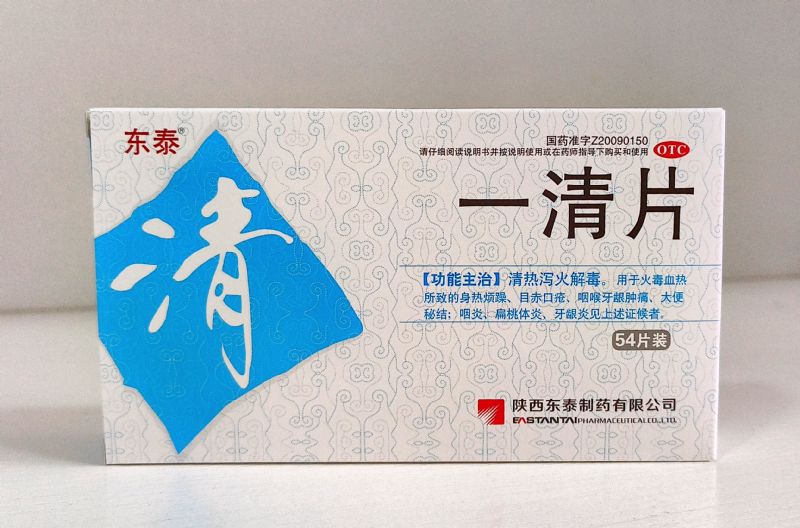 东泰®
清
国药准字Z20090150
请仔细阅读说明书并按说明使用或在药师指导下购买和使用
OTC
一清片
【功能主治】清热泻火解毒。用于火毒血热
所致的身热烦躁、目赤口疮、咽喉牙龈肿痛、大便
秘结；咽炎、扁桃体炎、牙龈炎见上述证候者。
54片装
陕西东泰制药有限公司
EASTANTAI PHARMACEUTICAL CO.,LTD.